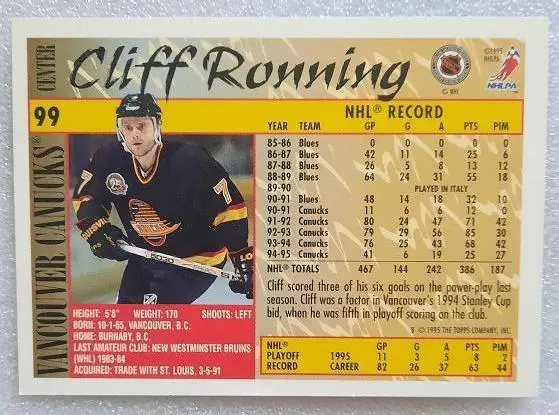 CENTER
Cliff Ronning
©1995
NHLPA
NHL
© NHL
NHLPA
99
VANCOUVER CANUCKS®
7
7
NHL® RECORD
YEAR TEAM GP G A PTS PIM
85-86 Blues 0 0 0 0 0
86-87 Blues 42 11 14 25 6
87-88 Blues 26 5 8 13 12
88-89 Blues 64 24 31 55 18
89-90 PLAYED IN ITALY
90-91 Blues 48 14 18 32 10
90-91 Canucks 11 6 6 12 0
91-92 Canucks 80 24 47 71 42
92-93 Canucks 79 29 56 85 30
93-94 Canucks 76 25 43 68 42
94-95 Canucks 41 6 19 25 27
NHL® TOTALS 467 144 242 386 187
Cliff scored three of his six goals on the power-play last
season. Cliff was a factor in Vancouver's 1994 Stanley Cup
bid, when he was fifth in playoff scoring on the club.
B © 1995 THE TOPPS COMPANY, INC.
HEIGHT: 5'8" WEIGHT: 170 SHOOTS: LEFT
BORN: 10-1-65, VANCOUVER, B.C.
HOME: BURNABY, B.C.
LAST AMATEUR CLUB: NEW WESTMINSTER BRUINS
(WHL) 1983-84
ACQUIRED: TRADE WITH ST. LOUIS, 3-5-91
NHL® GP G A PTS PIM
PLAYOFF 1995 11 3 5 8 2
RECORD CAREER 82 26 37 63 44